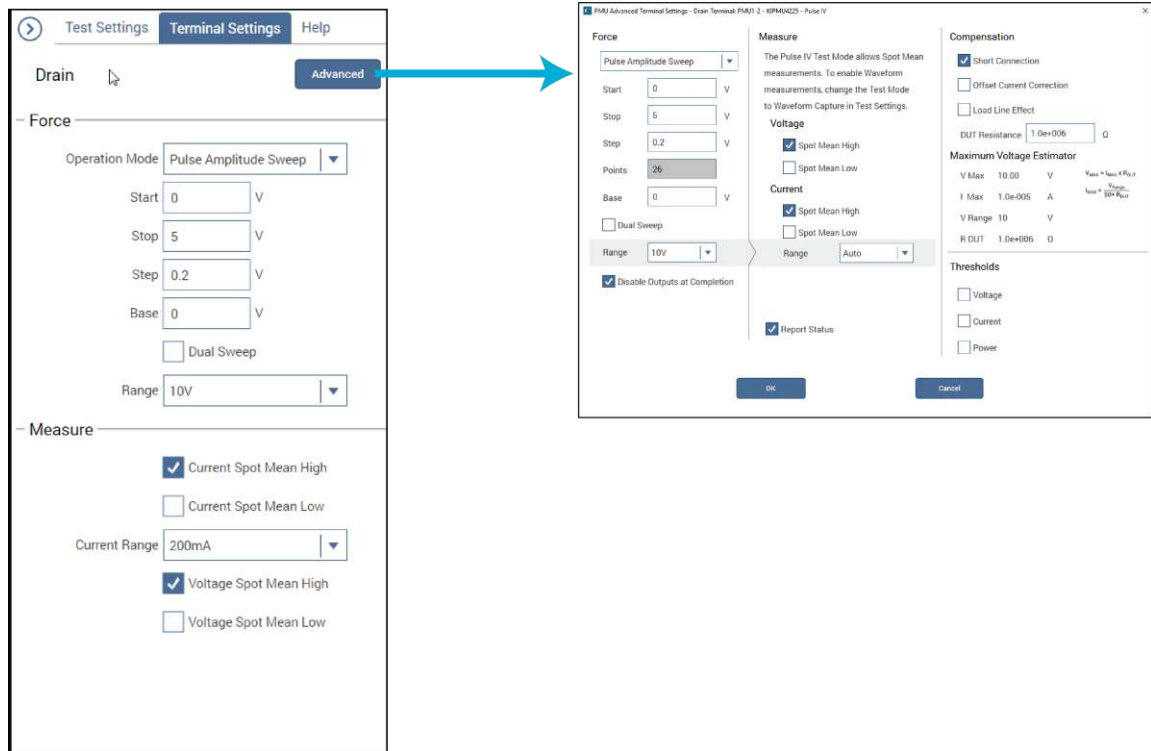 Test Settings Terminal Settings Help
Drain Advanced
Force
Operation Mode Pulse Amplitude Sweep
Start 0 V
Stop 5 V
Step 0.2 V
Base 0 V
Dual Sweep
Range 10V
Measure
Current Spot Mean High
Current Spot Mean Low
Current Range 200mA
Voltage Spot Mean High
Voltage Spot Mean Low
PMU Advanced Terminal Settings - Drain Terminal: PMU1-2 - KIPMU4225 - Pulse IV
Force
Pulse Amplitude Sweep
Start 0 V
Stop 5 V
Step 0.2 V
Points 26
Base 0 V
Dual Sweep
Range 10V
Disable Outputs at Completion
Measure
The Pulse IV Test Mode allows Spot Mean
measurements. To enable Waveform
measurements, change the Test Mode
to Waveform Capture in Test Settings.
Voltage
Spot Mean High
Spot Mean Low
Current
Spot Mean High
Spot Mean Low
Range Auto
Report Status
Compensation
Short Connection
Offset Current Correction
Load Line Effect
DUT Resistance 1.0e+006 Ω
Maximum Voltage Estimator
V Max 10.00 V
I Max 1.0e-005 A
V Range 10 V
R DUT 1.0e+006 Ω
Thresholds
Voltage
Current
Power
OK Cancel